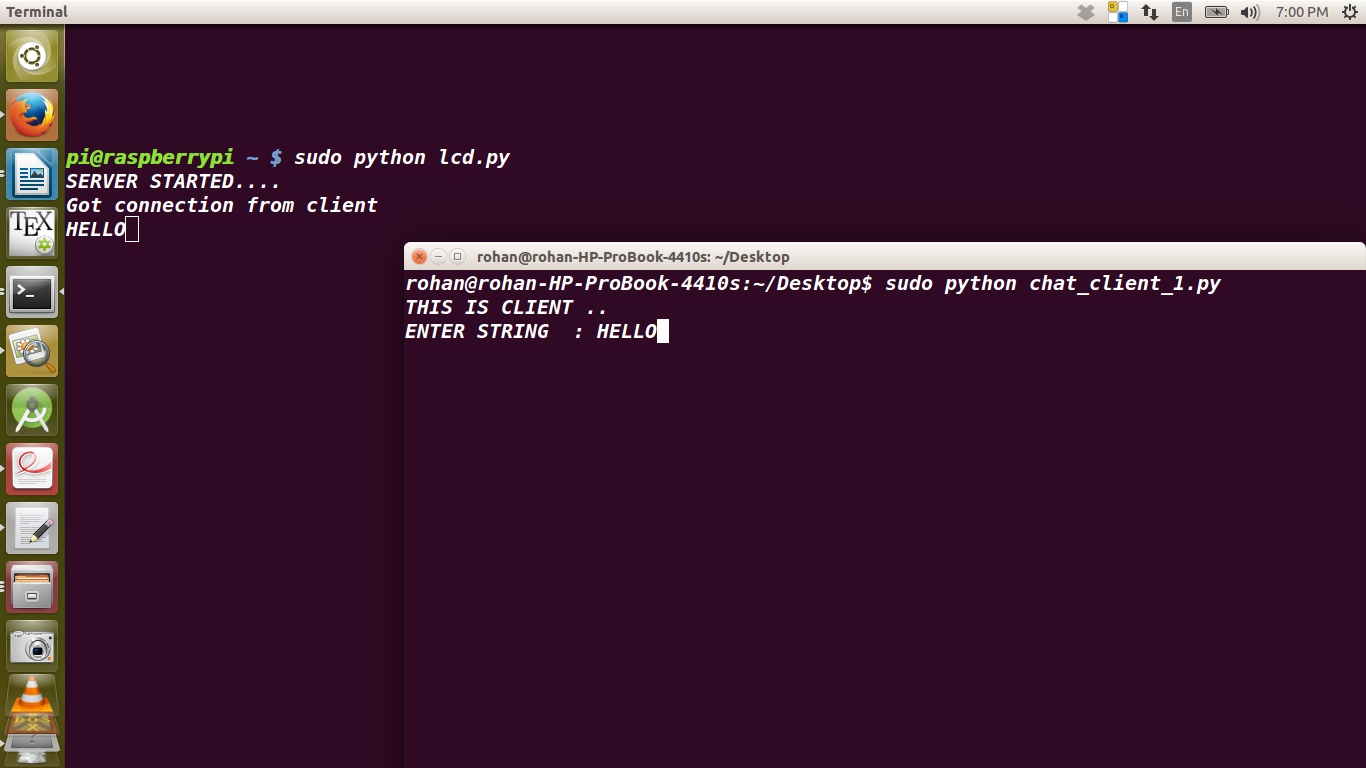 Terminal
En
7:00 PM
pi@raspberrypi ~ $ sudo python lcd.py
SERVER STARTED....
Got connection from client
HELLO
rohan@rohan-HP-ProBook-4410s: ~/Desktop
rohan@rohan-HP-ProBook-4410s:~/Desktop$ sudo python chat_client_1.py
THIS IS CLIENT ..
ENTER STRING  : HELLO
TEX
DOS
X
?